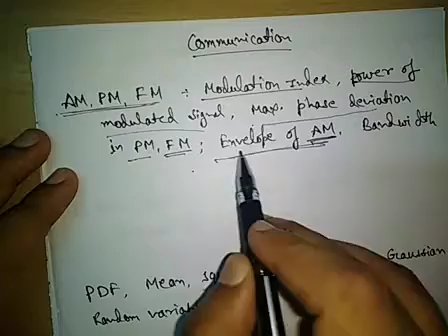 Communication
AM, PM, FM :- Modulation index, power of
modulated signal, Max. phase deviation
in PM, FM ; Envelope of AM. Bandwidth
Gaussian
PDF, Mean,
Random